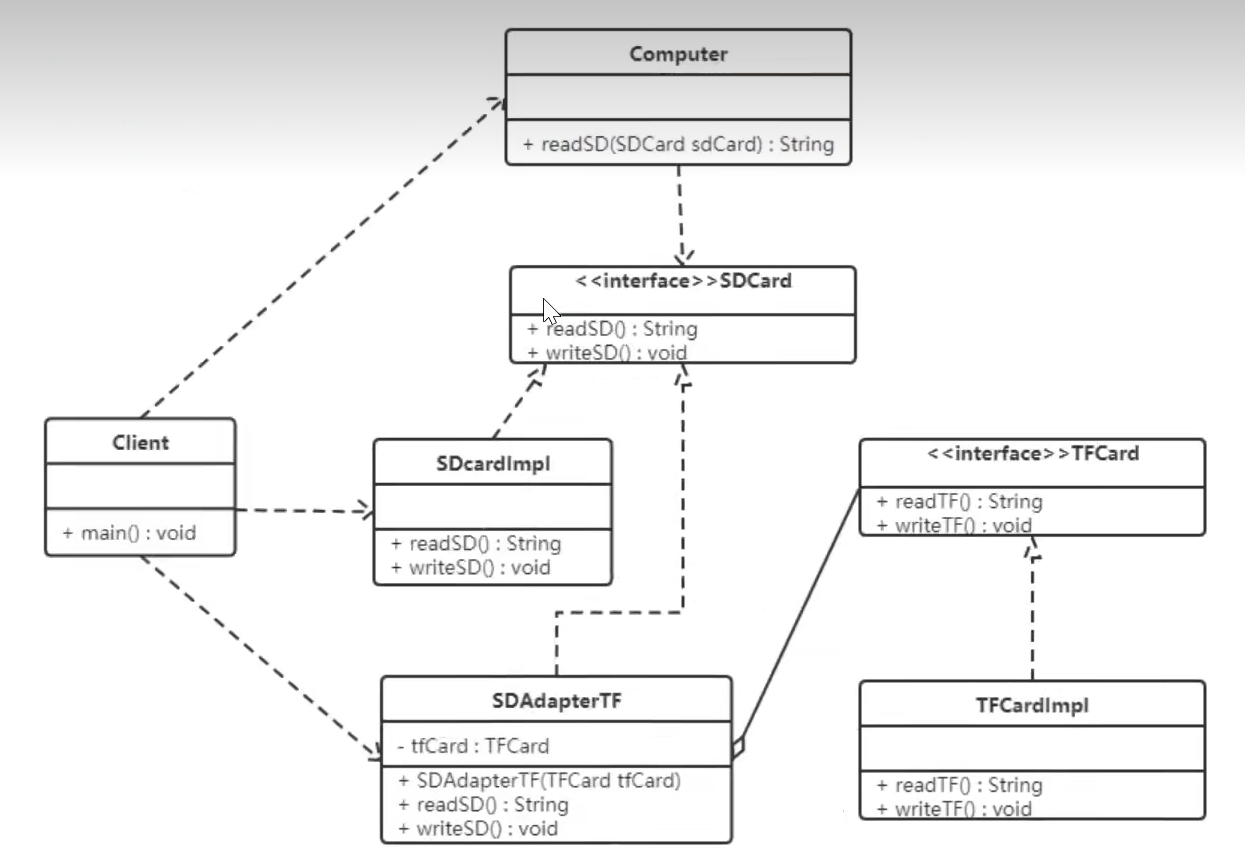 Computer
+ readSD(SDCard sdCard) : String
<<interface>>SDCard
+ readSD() : String
+ writeSD() : void
Client
+ main() : void
SDcardImpl
+ readSD() : String
+ writeSD() : void
<<interface>>TFCard
+ readTF() : String
+ writeTF() : void
SDAdapterTF
- tfCard : TFCard
+ SDAdapterTF(TFCard tfCard)
+ readSD() : String
+ writeSD() : void
TFCardImpl
+ readTF() : String
+ writeTF() : void